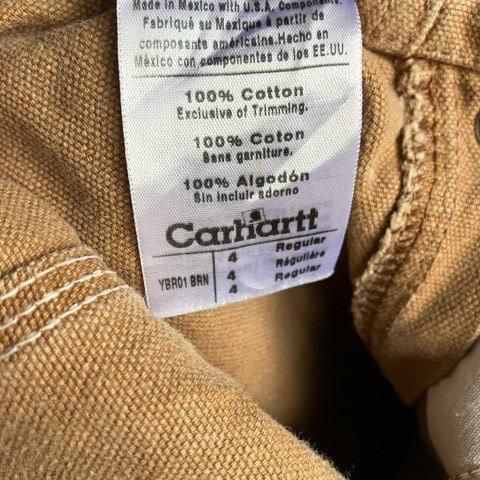 Made in Mexico with U.S.A. Components.
Fabriqué au Mexique à partir de
composants américains.Hecho en
México con componentes de los EE.UU.
100% Cotton
Exclusive of Trimming.
100% Coton
Sans garniture.
100% Algodón
Sin incluir adorno
Carhartt
YBR01 BRN
4 Regular
4 Régulière
4 Regular